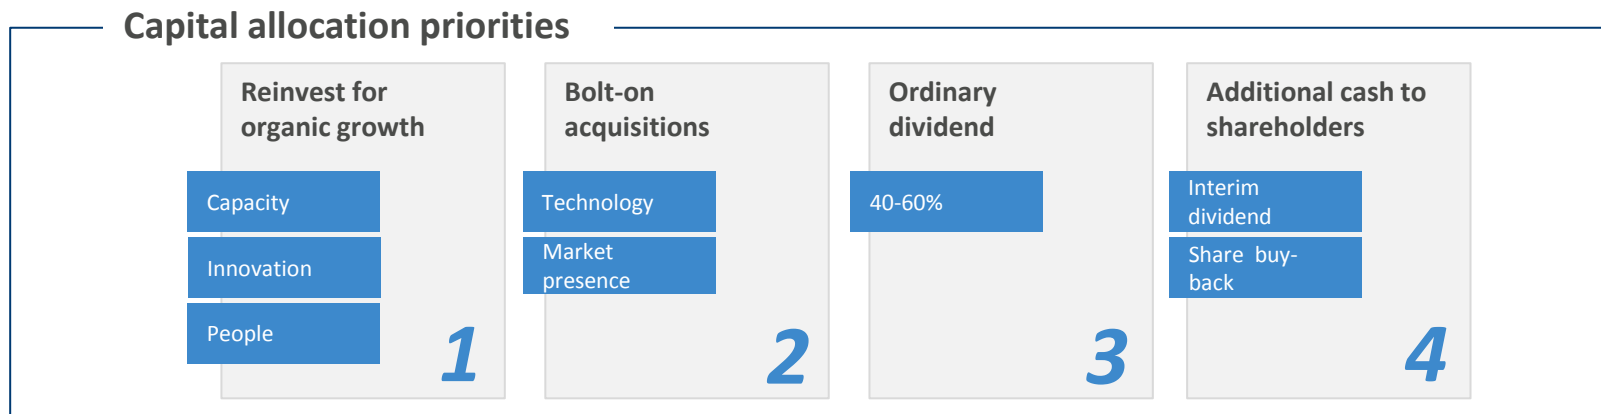 Capital allocation priorities
Reinvest for
organic growth
Capacity
Innovation
People
1
Bolt-on
acquisitions
Technology
Market
presence
2
Ordinary
dividend
40-60%
3
Additional cash to
shareholders
Interim
dividend
Share buy-
back
4